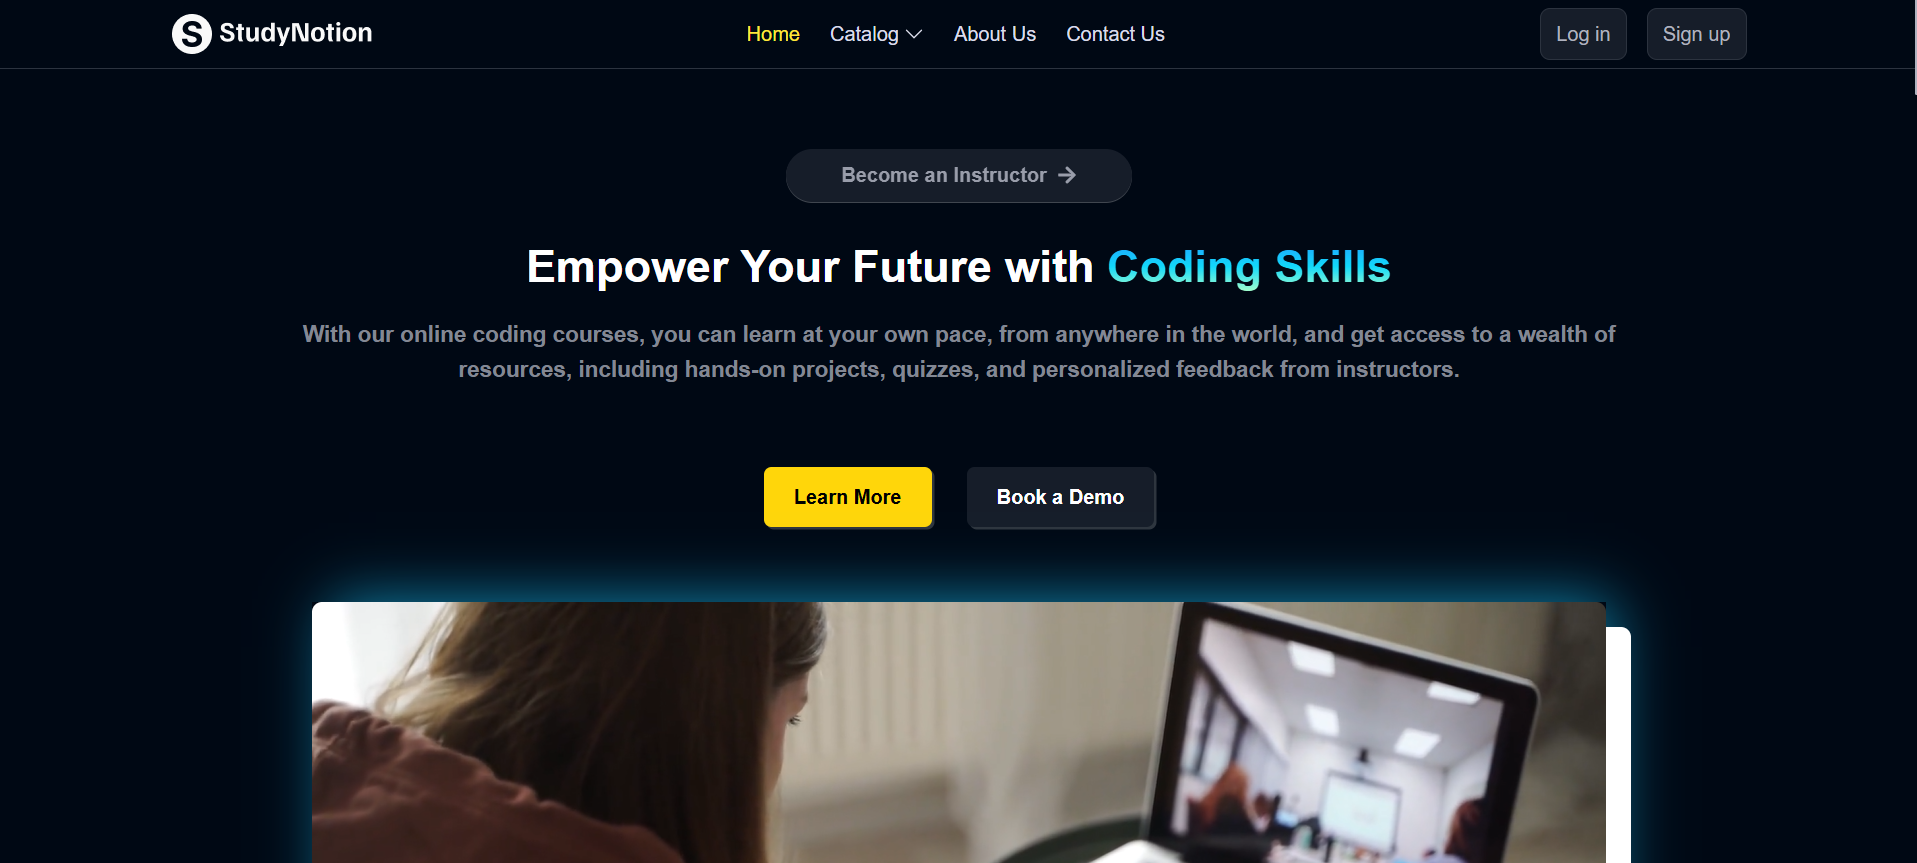 StudyNotion
Home Catalog About Us Contact Us
Log in Sign up
Become an Instructor →
Empower Your Future with Coding Skills
With our online coding courses, you can learn at your own pace, from anywhere in the world, and get access to a wealth of
resources, including hands-on projects, quizzes, and personalized feedback from instructors.
Learn More Book a Demo